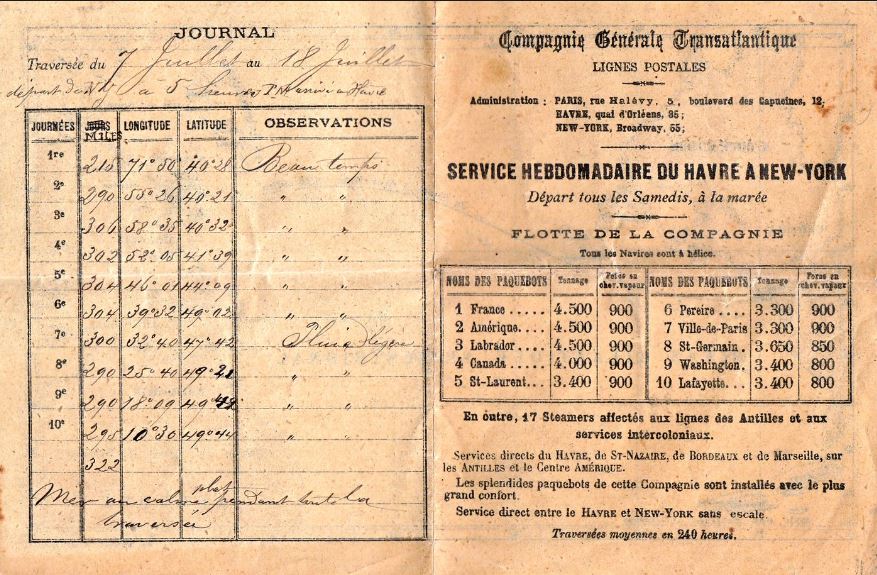 JOURNAL
Traversée du 7 Juillet au 18 Juillet
départ du N.Y. à 5 heures P.M. arrivé au Havre
JOURNÉES JOURS MILES LONGITUDE LATITUDE OBSERVATIONS
1re 215 71°50 40°28 Beau temps
2e 290 55°26 40°21 " "
3e 306 58°35 40°32 " "
4e 302 52°05 41°39 " "
5e 304 46°01 44°09 " "
6e 304 39°32 49°02 " "
7e 300 32°40 47°42 Pluie légère
8e 290 25°40 49°21 " "
9e 290 18°09 49°44 " "
10e 295 10°30 49°44 " "
322
Mer au calme plat pendant toute la
traversée
Compagnie Générale Transatlantique
LIGNES POSTALES
Administration : PARIS, rue Halévy, 5, boulevard des Capucines, 12,
HAVRE, quai d'Orléans, 35;
NEW-YORK, Broadway, 55;
SERVICE HEBDOMADAIRE DU HAVRE A NEW-YORK
Départ tous les Samedis, à la marée
FLOTTE DE LA COMPAGNIE
Tous les Navires sont à hélice.
NOMS DES PAQUEBOTS Tonnage Force en chev. vapeur NOMS DES PAQUEBOTS Tonnage Force en chev. vapeur
1 France ..... 4.500 900 6 Pereire .... 3.300 900
2 Amérique.... 4.500 900 7 Ville-de-Paris 3.300 900
3 Labrador .... 4.500 900 8 St-Germain. . 3.650 850
4 Canada ..... 4.000 900 9 Washington. 3.400 800
5 St-Laurent... 3.400 900 10 Lafayette. . . 3.400 800
En outre, 17 Steamers affectés aux lignes des Antilles et aux
services intercoloniaux.
Services directs du HAVRE, de ST-NAZAIRE, de BORDEAUX et de Marseille, sur
les ANTILLES et le Centre AMÉRIQUE.
Les splendides paquebots de cette Compagnie sont installés avec le plus
grand confort.
Service direct entre le HAVRE et NEW-YORK sans escale.
Traversées moyennes en 240 heures.